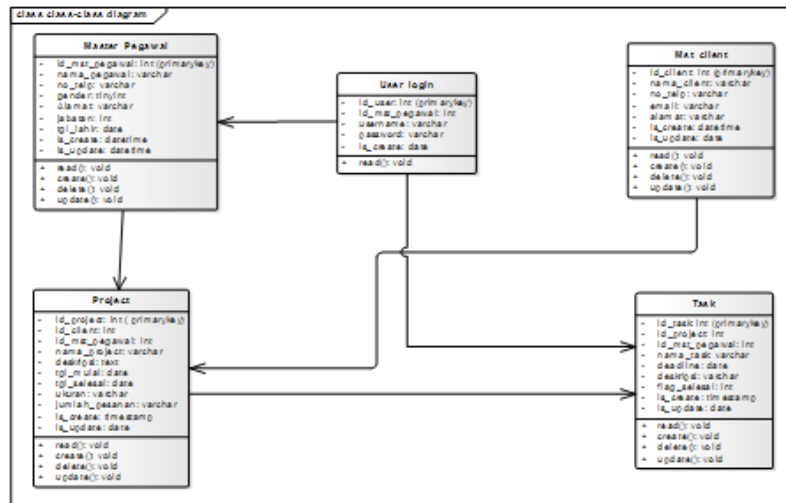 class class-class diagram
Master Pegawai
- id_mst_pegawai: int (primarykey)
- nama_pegawai: varchar
- no_telp: varchar
- gender: tinyint
- Alamat: varchar
- jabatan: int
- tgl_lahir: date
- is_create: datetime
- is_update: datetime
+ read(): void
+ create(): void
+ delete(): void
+ update(): void
User login
- id_user: int (primarykey)
- id_mst_pegawai: int
- username: varchar
- password: varchar
- is_create: date
+ read(): void
Mst client
- id_client: int (primarykey)
- nama_client: varchar
- no_telp: varchar
- email: varchar
- alamat: varchar
- is_create: datetime
- is_update: date
+ read(): void
+ create(): void
+ delete(): void
+ update(): void
Project
- id_project: int ( primarykey)
- id_client: int
- id_mst_pegawai: int
- nama_project: varchar
- deskripsi: text
- tgl_mulai: date
- tgl_selesai: date
- ukuran: varchar
- jumlah_pesanan: varchar
- is_create: timestamp
- is_update: date
+ read(): void
+ create(): void
+ delete(): void
+ update(): void
Task
- id_task: int (primarykey)
- id_project: int
- id_mst_pegawai: int
- nama_task: varchar
- deadline: date
- deskripsi: varchar
- flag_selesai: int
- is_create: timestamp
- is_update: date
+ read(): void
+ create(): void
+ delete(): void
+ update(): void